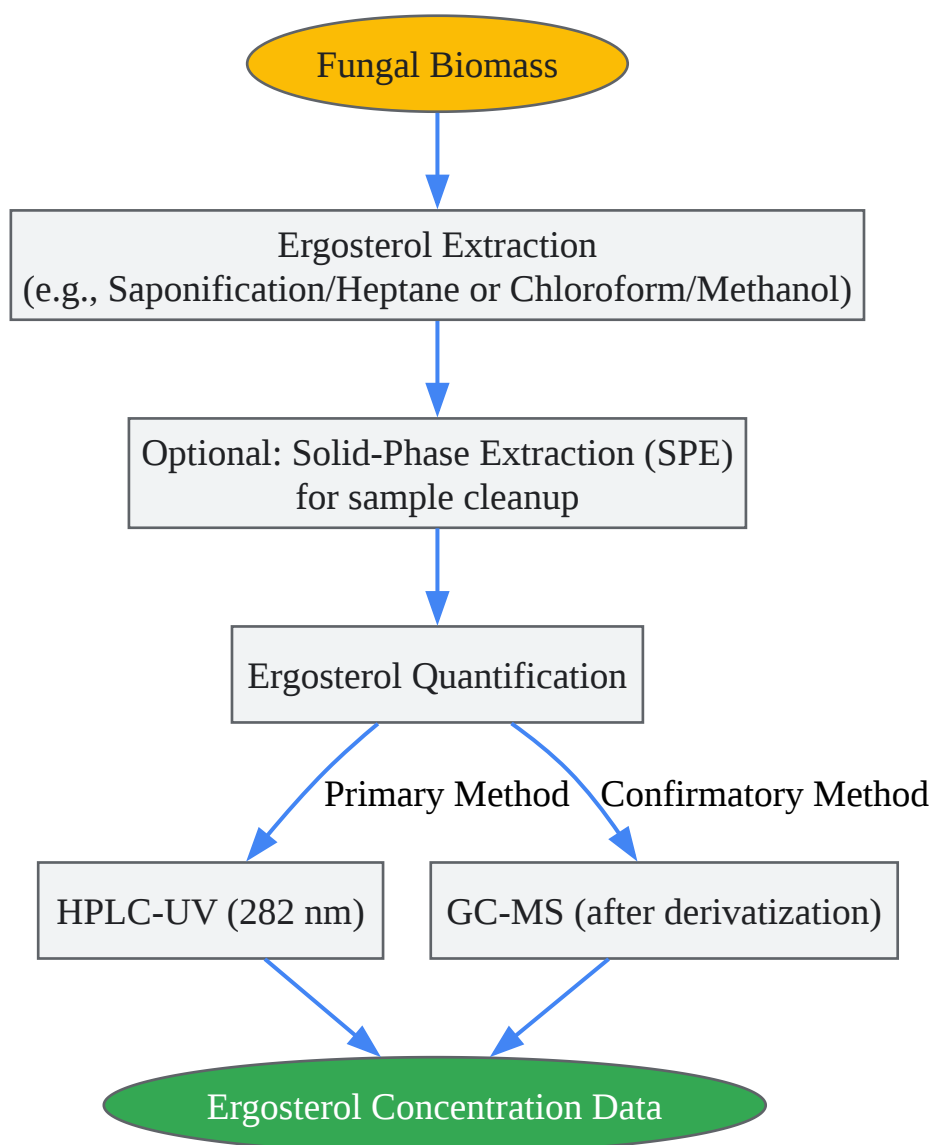 Fungal Biomass
Ergosterol Extraction
(e.g., Saponification/Heptane or Chloroform/Methanol)
Optional: Solid-Phase Extraction (SPE)
for sample cleanup
Ergosterol Quantification
Primary Method
Confirmatory Method
HPLC-UV (282 nm)
GC-MS (after derivatization)
Ergosterol Concentration Data